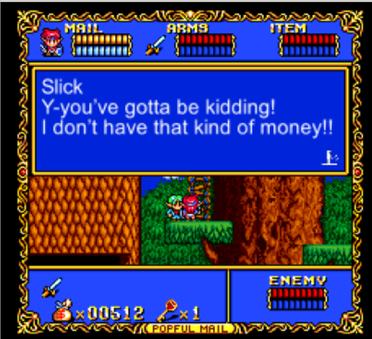 MAIL ARMS ITEM
Slick
Y-you've gotta be kidding!
I don't have that kind of money!!
ENEMY
×00512 ×1
POPFUL MAIL